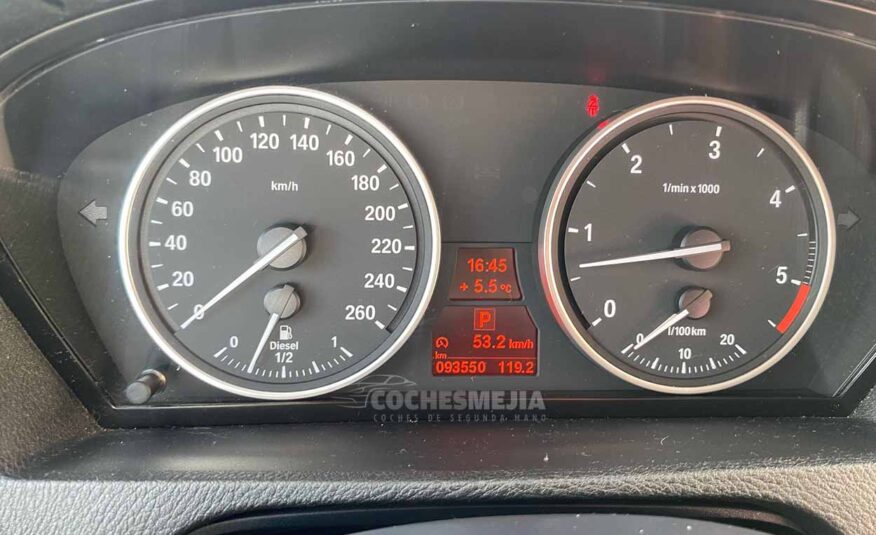 0 20 40 60 80 100 120 140 160 180 200 220 240 260
km/h
0 1/2 1
Diesel
16:45
+ 5.5 °C
P
53.2 km/h
km
093550 119.2
0 1 2 3 4 5
1/min x 1000
0 10 20
l/100km
COCHESMEJIA
COCHES DE SEGUNDA MANO